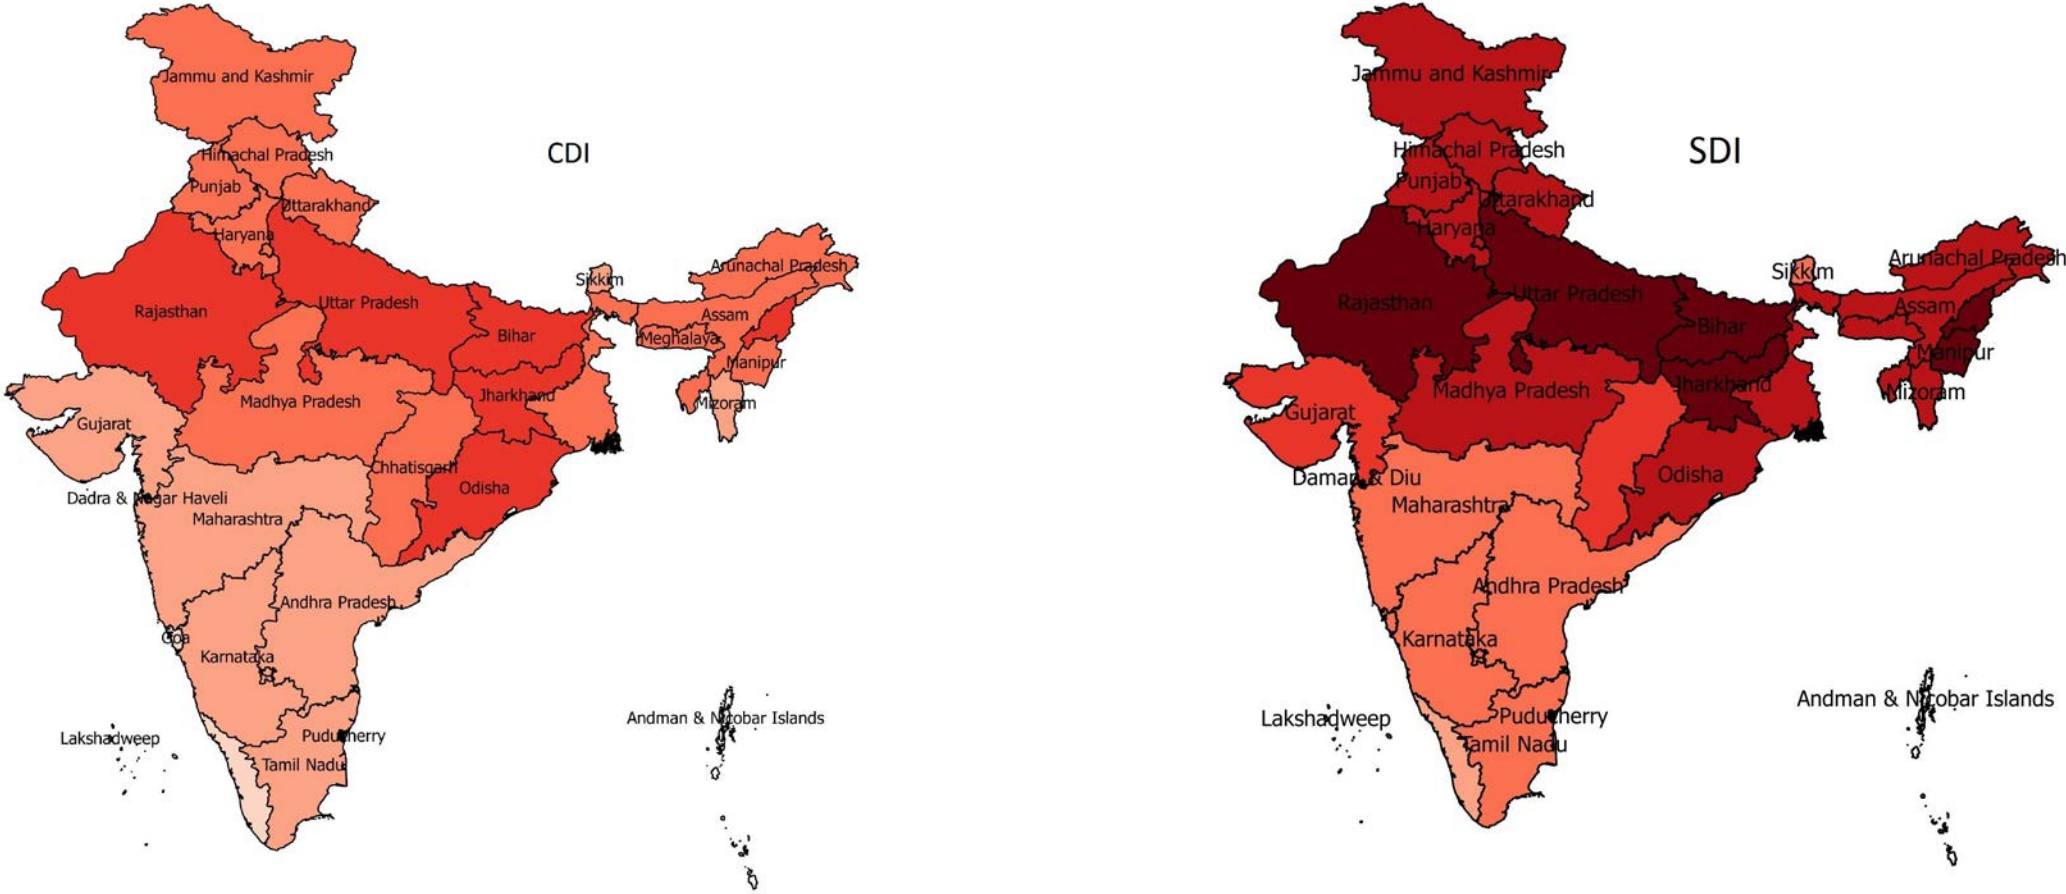 CDI
Jammu and Kashmir
Himachal Pradesh
Punjab
Uttarakhand
Haryana
Rajasthan
Uttar Pradesh
Bihar
Sikkim
Arunachal Pradesh
Assam
Meghalaya
Manipur
Mizoram
Jharkhand
Madhya Pradesh
Gujarat
Chhatisgarh
Odisha
Dadra & Nagar Haveli
Maharashtra
Andhra Pradesh
Goa
Karnataka
Lakshadweep
Puducherry
Tamil Nadu
Andman & Nicobar Islands
SDI
Jammu and Kashmir
Himachal Pradesh
Punjab
Uttarakhand
Haryana
Rajasthan
Uttar Pradesh
Bihar
Sikkim
Arunachal Pradesh
Assam
Manipur
Mizoram
Jharkhand
Madhya Pradesh
Gujarat
Odisha
Daman & Diu
Maharashtra
Andhra Pradesh
Karnataka
Lakshadweep
Puducherry
Tamil Nadu
Andman & Nicobar Islands